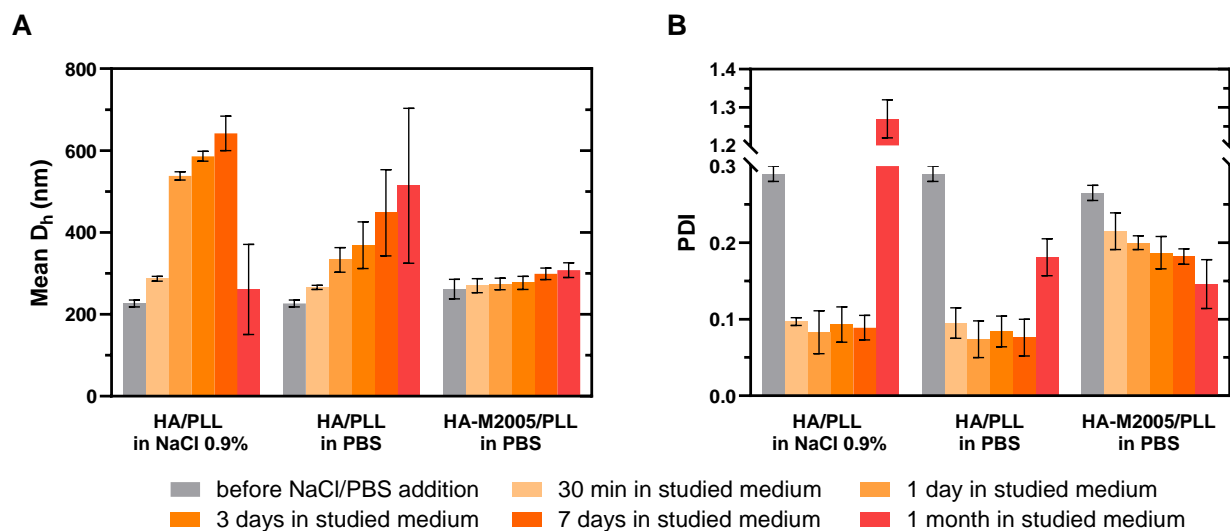 A
Mean Dh (nm)
800
600
400
200
0
HA/PLL
in NaCl 0.9%
HA/PLL
in PBS
HA-M2005/PLL
in PBS
B
PDI
1.4
1.3
1.2
0.3
0.2
0.1
0.0
HA/PLL
in NaCl 0.9%
HA/PLL
in PBS
HA-M2005/PLL
in PBS
before NaCl/PBS addition
30 min in studied medium
1 day in studied medium
3 days in studied medium
7 days in studied medium
1 month in studied medium